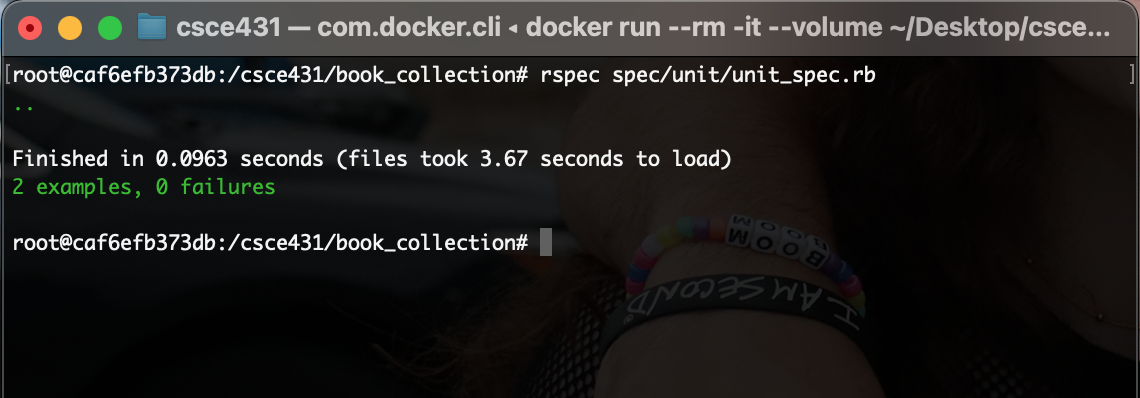 csce431 — com.docker.cli ◂ docker run --rm -it --volume ~/Desktop/csce...
[root@caf6efb373db:/csce431/book_collection# rspec spec/unit/unit_spec.rb ]
..
Finished in 0.0963 seconds (files took 3.67 seconds to load)
2 examples, 0 failures
root@caf6efb373db:/csce431/book_collection#
BOOM BOOM
I AM SECOND®